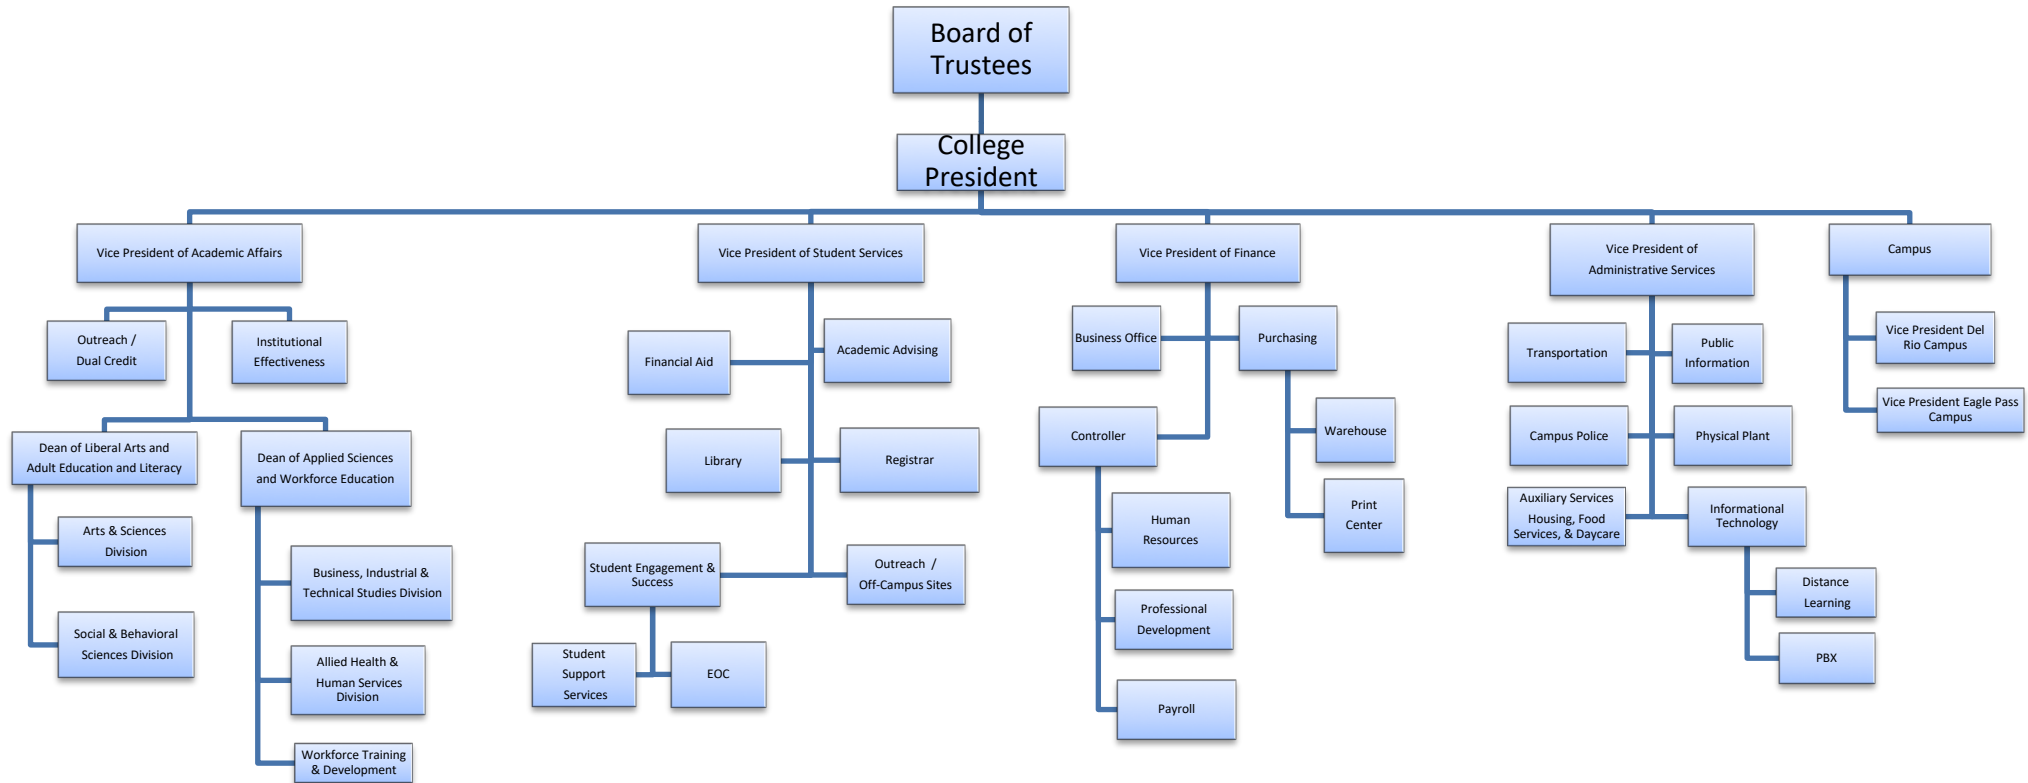 Board of
Trustees
College
President
Vice President of Academic Affairs
Outreach /
Dual Credit
Institutional
Effectiveness
Dean of Liberal Arts and
Adult Education and Literacy
Arts & Sciences
Division
Social & Behavioral
Sciences Division
Dean of Applied Sciences
and Workforce Education
Business, Industrial &
Technical Studies Division
Allied Health &
Human Services
Division
Workforce Training
& Development
Vice President of Student Services
Financial Aid
Academic Advising
Library
Registrar
Student Engagement &
Success
Outreach /
Off-Campus Sites
Student
Support
Services
EOC
Vice President of Finance
Business Office
Purchasing
Controller
Warehouse
Print
Center
Human
Resources
Professional
Development
Payroll
Vice President of
Administrative Services
Transportation
Public
Information
Campus Police
Physical Plant
Auxiliary Services
Housing, Food
Services, & Daycare
Informational
Technology
Distance
Learning
PBX
Campus
Vice President Del
Rio Campus
Vice President Eagle Pass
Campus